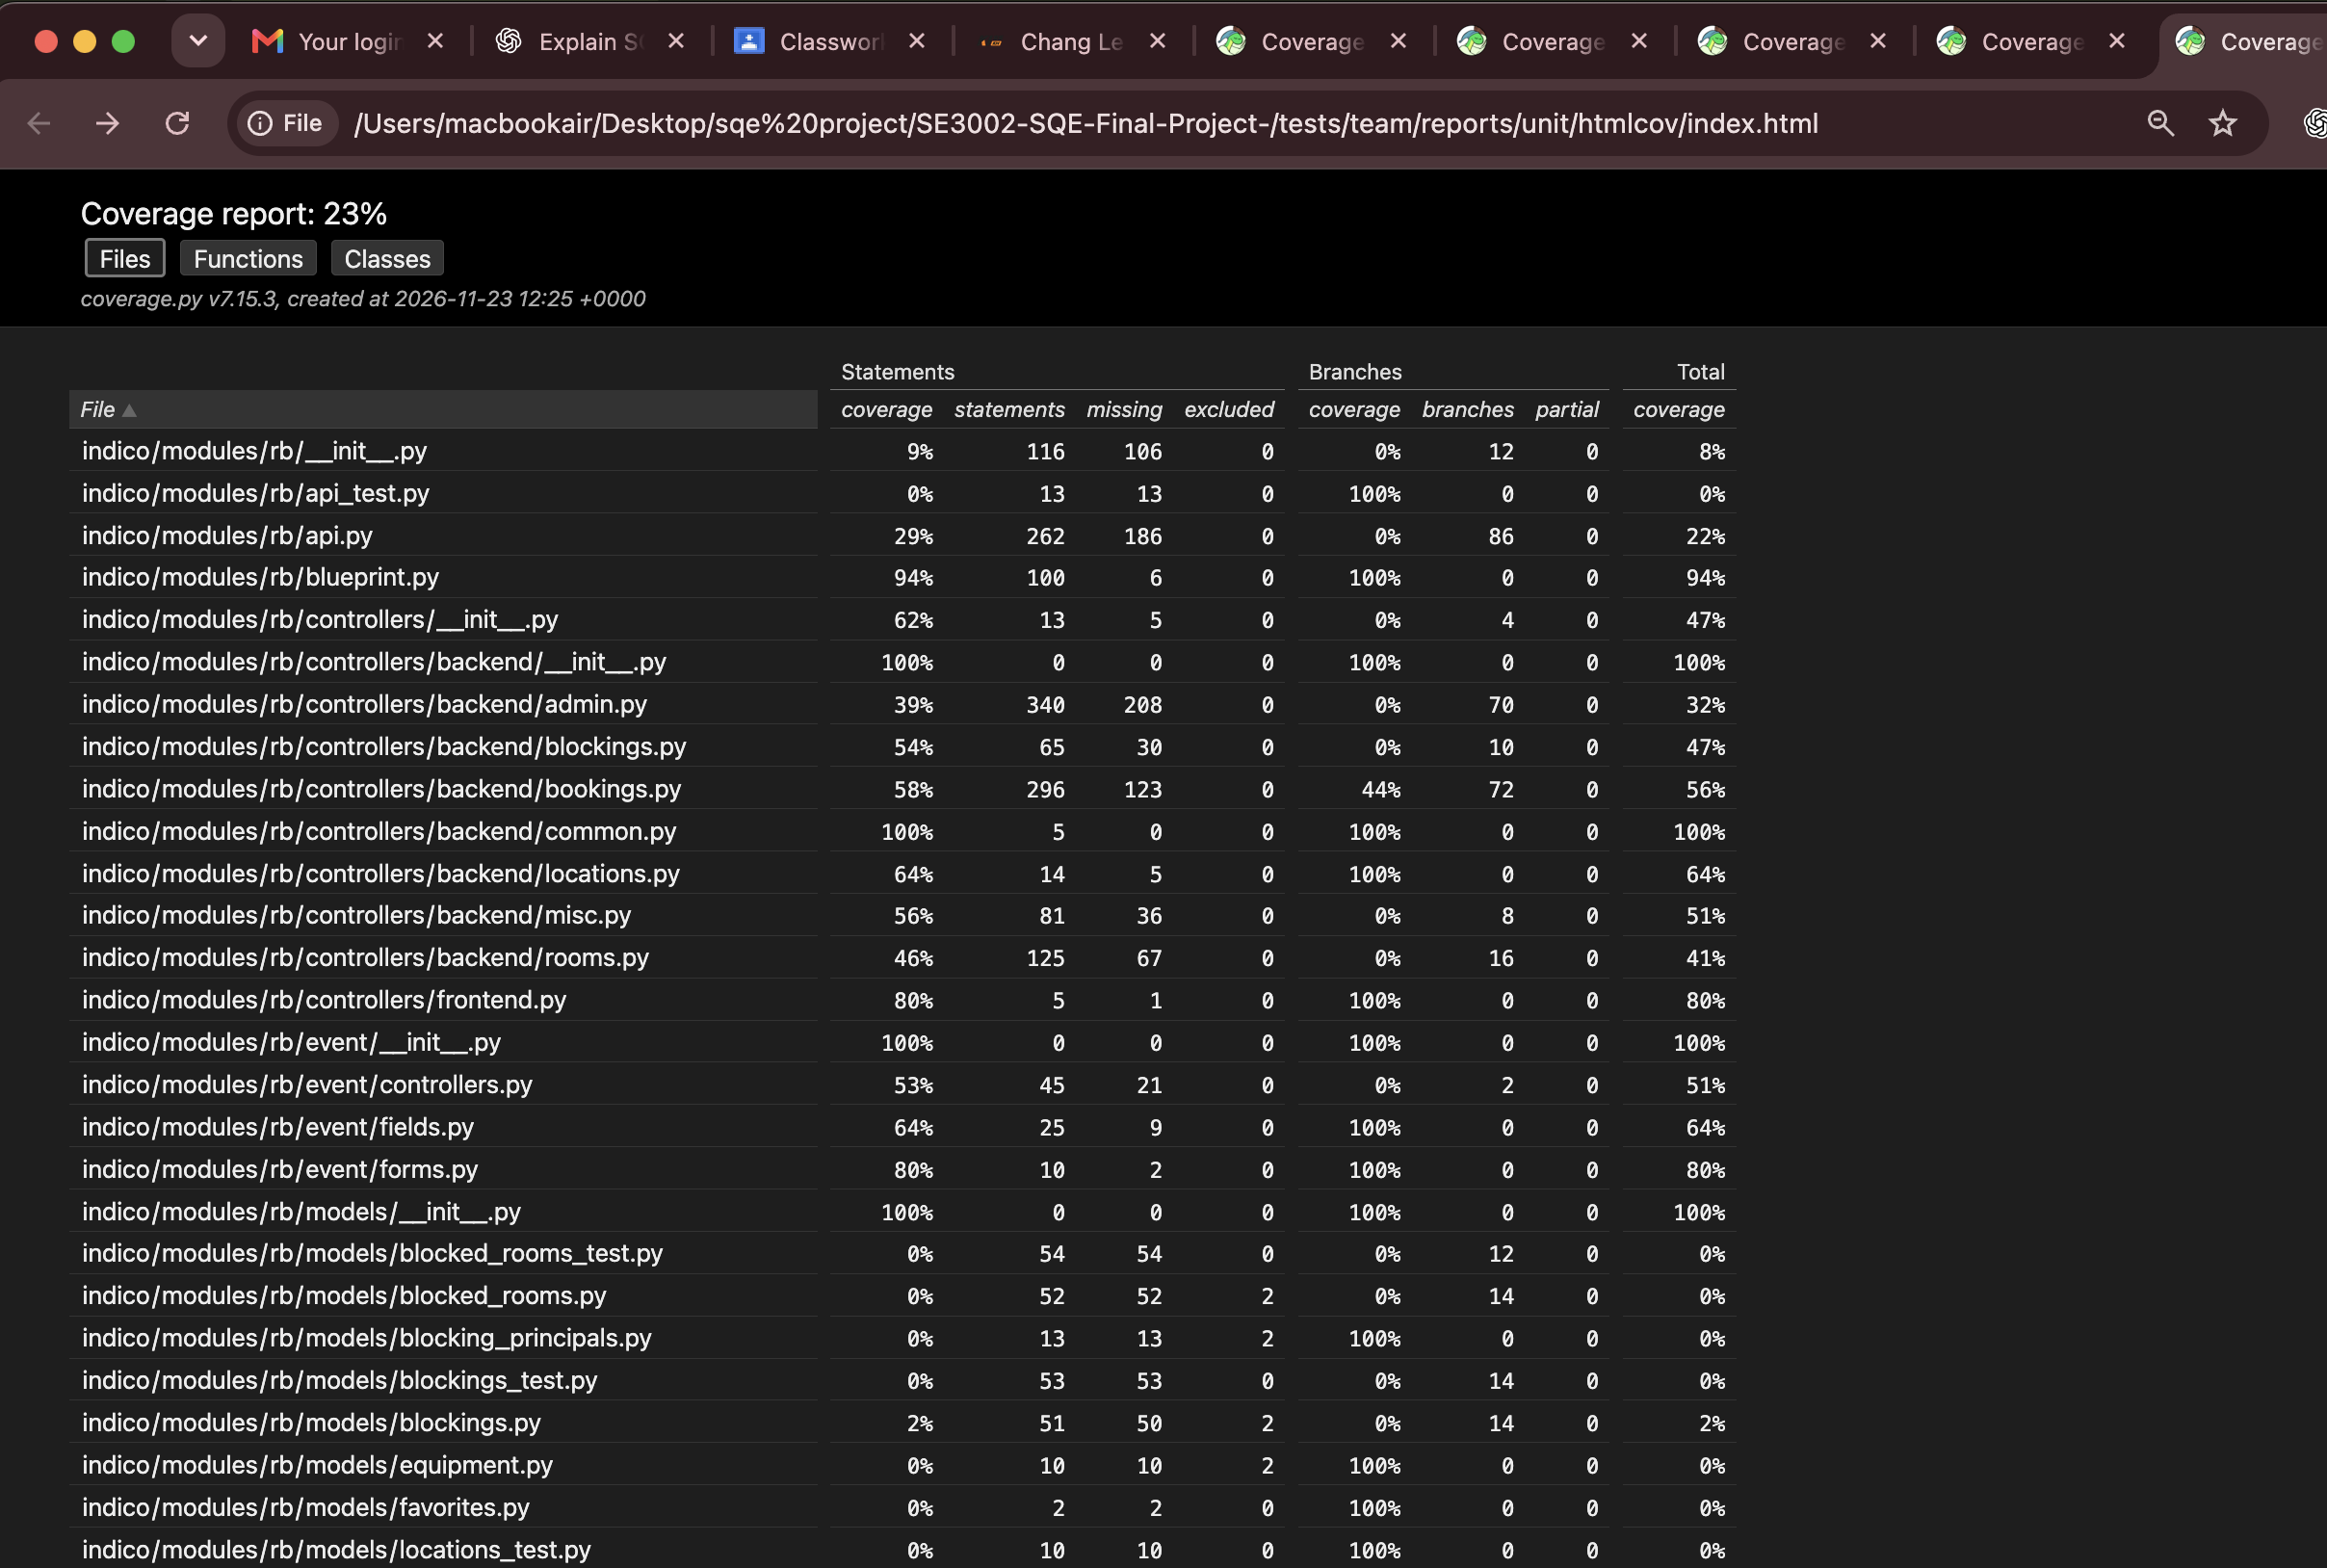 Your login Explain S Classwor Chang Le Coverage Coverage Coverage Coverage Coverage
File /Users/macbookair/Desktop/sqe%20project/SE3002-SQE-Final-Project-/tests/team/reports/unit/htmlcov/index.html
Coverage report: 23%
Files Functions Classes
coverage.py v7.15.3, created at 2026-11-23 12:25 +0000
Statements Branches Total
File ▲ coverage statements missing excluded coverage branches partial coverage
indico/modules/rb/__init__.py 9% 116 106 0 0% 12 0 8%
indico/modules/rb/api_test.py 0% 13 13 0 100% 0 0 0%
indico/modules/rb/api.py 29% 262 186 0 0% 86 0 22%
indico/modules/rb/blueprint.py 94% 100 6 0 100% 0 0 94%
indico/modules/rb/controllers/__init__.py 62% 13 5 0 0% 4 0 47%
indico/modules/rb/controllers/backend/__init__.py 100% 0 0 0 100% 0 0 100%
indico/modules/rb/controllers/backend/admin.py 39% 340 208 0 0% 70 0 32%
indico/modules/rb/controllers/backend/blockings.py 54% 65 30 0 0% 10 0 47%
indico/modules/rb/controllers/backend/bookings.py 58% 296 123 0 44% 72 0 56%
indico/modules/rb/controllers/backend/common.py 100% 5 0 0 100% 0 0 100%
indico/modules/rb/controllers/backend/locations.py 64% 14 5 0 100% 0 0 64%
indico/modules/rb/controllers/backend/misc.py 56% 81 36 0 0% 8 0 51%
indico/modules/rb/controllers/backend/rooms.py 46% 125 67 0 0% 16 0 41%
indico/modules/rb/controllers/frontend.py 80% 5 1 0 100% 0 0 80%
indico/modules/rb/event/__init__.py 100% 0 0 0 100% 0 0 100%
indico/modules/rb/event/controllers.py 53% 45 21 0 0% 2 0 51%
indico/modules/rb/event/fields.py 64% 25 9 0 100% 0 0 64%
indico/modules/rb/event/forms.py 80% 10 2 0 100% 0 0 80%
indico/modules/rb/models/__init__.py 100% 0 0 0 100% 0 0 100%
indico/modules/rb/models/blocked_rooms_test.py 0% 54 54 0 0% 12 0 0%
indico/modules/rb/models/blocked_rooms.py 0% 52 52 2 0% 14 0 0%
indico/modules/rb/models/blocking_principals.py 0% 13 13 2 100% 0 0 0%
indico/modules/rb/models/blockings_test.py 0% 53 53 0 0% 14 0 0%
indico/modules/rb/models/blockings.py 2% 51 50 2 0% 14 0 2%
indico/modules/rb/models/equipment.py 0% 10 10 2 100% 0 0 0%
indico/modules/rb/models/favorites.py 0% 2 2 0 100% 0 0 0%
indico/modules/rb/models/locations_test.py 0% 10 10 0 100% 0 0 0%